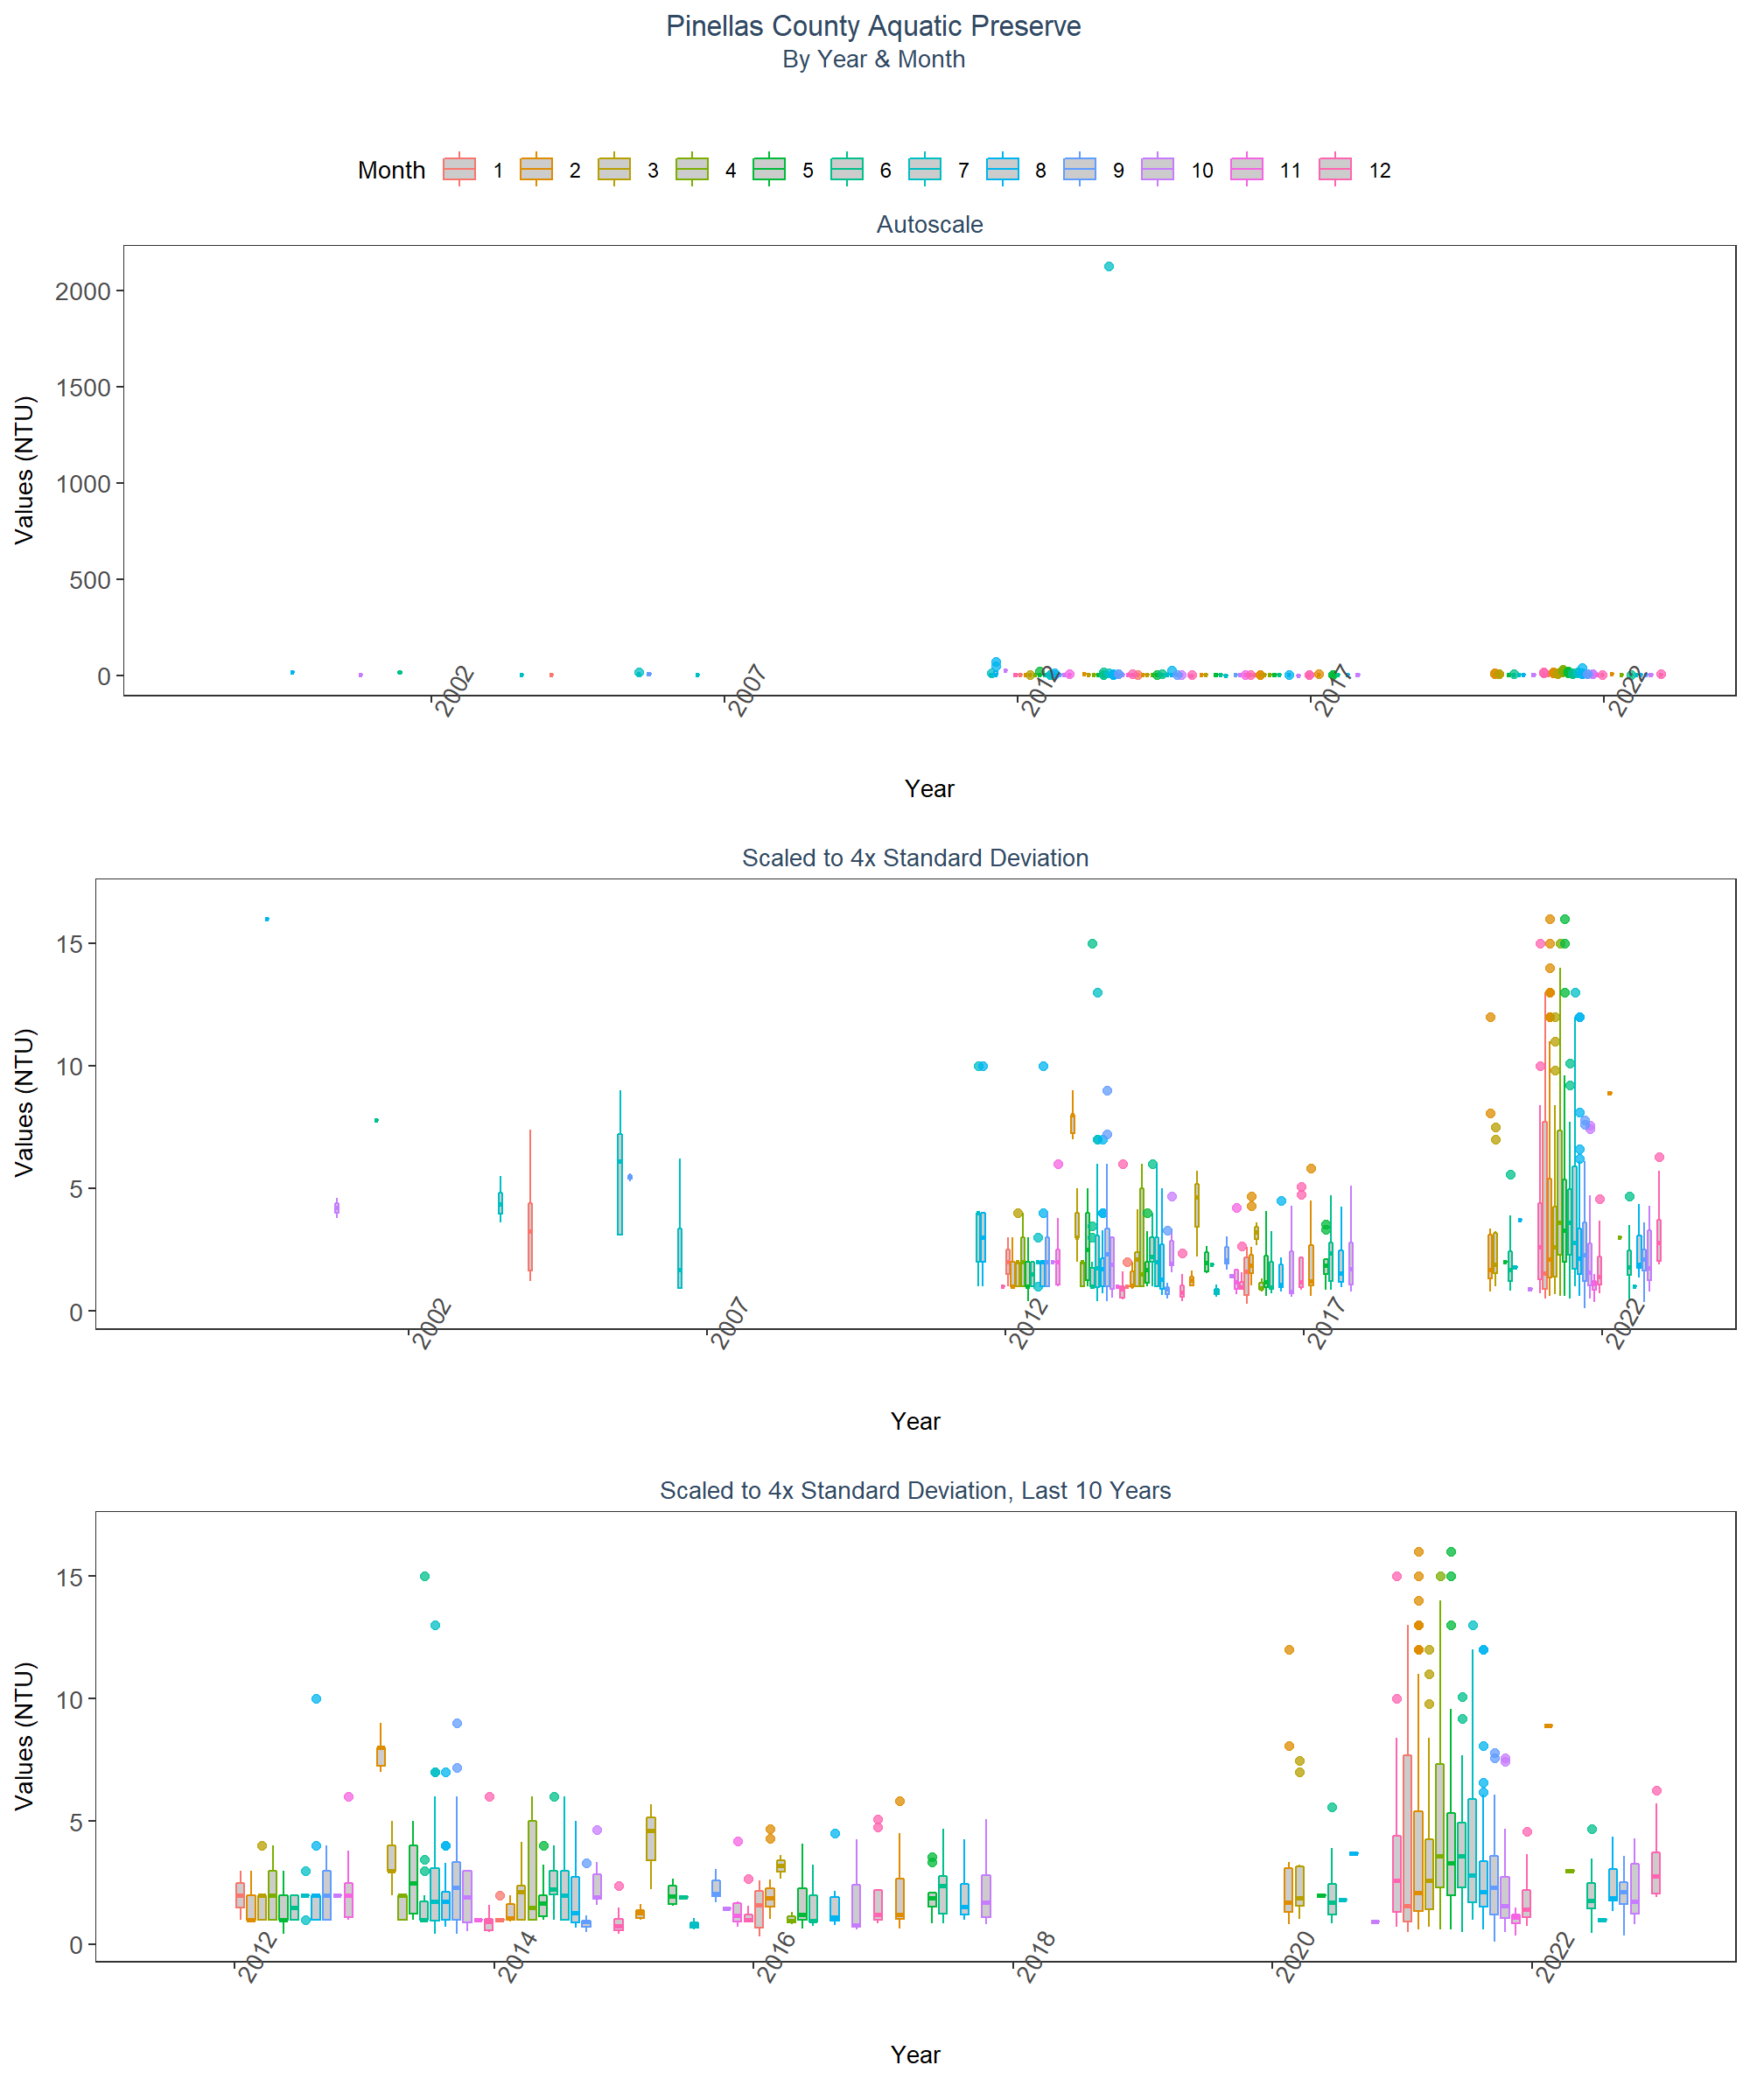 Pinellas County Aquatic Preserve
By Year & Month
Month 1 2 3 4 5 6 7 8 9 10 11 12
Autoscale
Values (NTU)
2000
1500
1000
500
0
2002 2007 2012 2017 2022
Year
Scaled to 4x Standard Deviation
Values (NTU)
15
10
5
0
2002 2007 2012 2017 2022
Year
Scaled to 4x Standard Deviation, Last 10 Years
Values (NTU)
15
10
5
0
2012 2014 2016 2018 2020 2022
Year